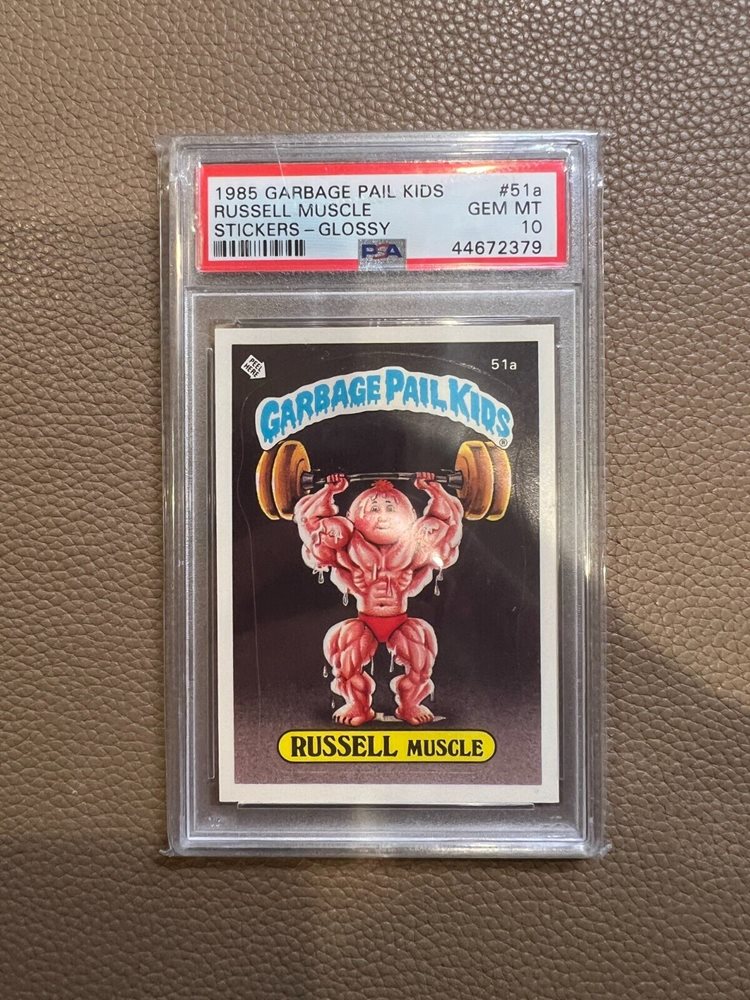 1985 GARBAGE PAIL KIDS #51a
RUSSELL MUSCLE GEM MT
STICKERS – GLOSSY 10
PSA 44672379
PEEL HERE
51a
GARBAGE PAIL KIDS®
RUSSELL MUSCLE